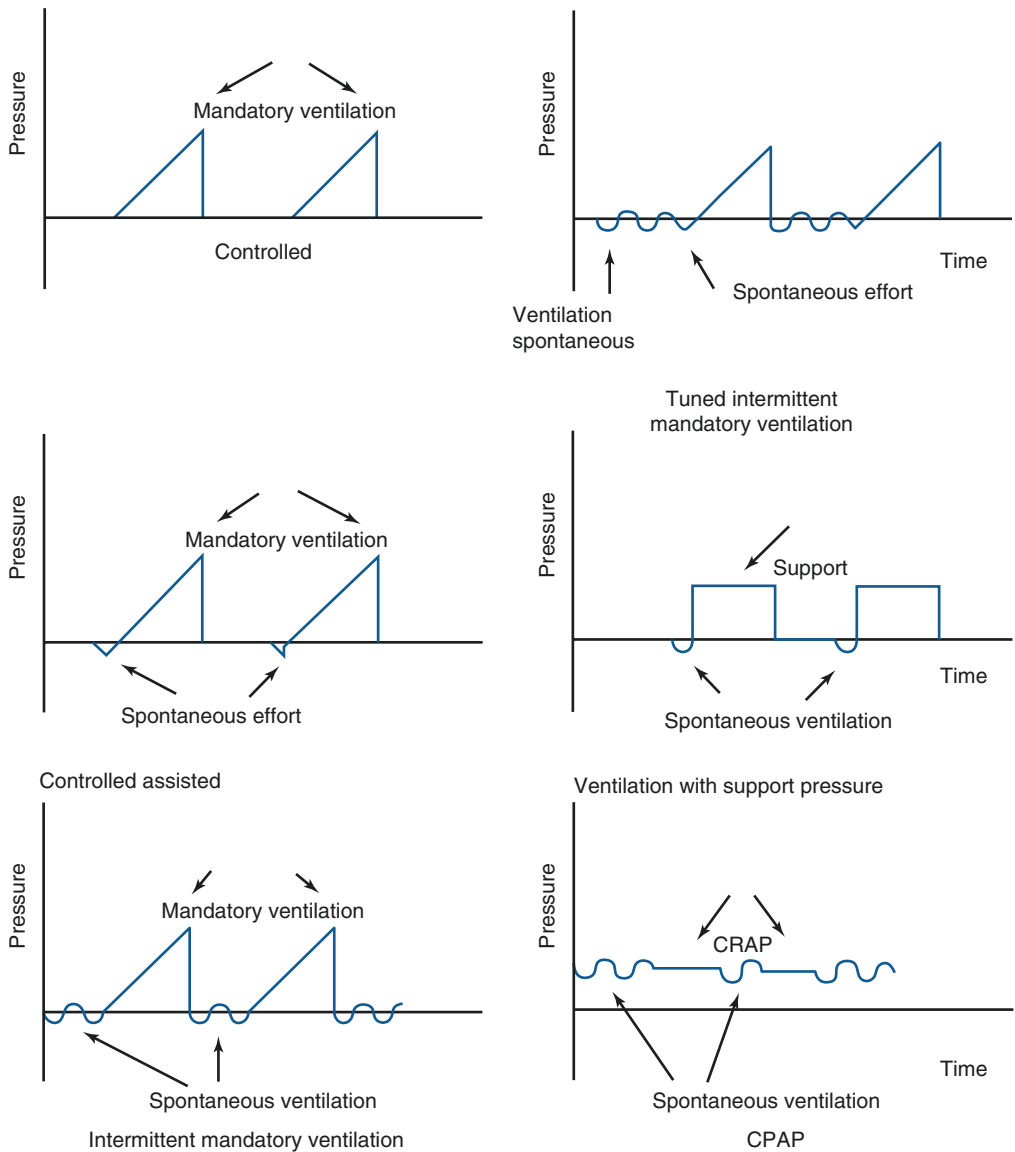 Pressure
Mandatory ventilation
Controlled
Pressure
Time
Spontaneous effort
Ventilation
spontaneous
Tuned intermittent
mandatory ventilation
Pressure
Mandatory ventilation
Spontaneous effort
Controlled assisted
Pressure
Support
Time
Spontaneous ventilation
Ventilation with support pressure
Pressure
Mandatory ventilation
Spontaneous ventilation
Intermittent mandatory ventilation
Pressure
CRAP
Time
Spontaneous ventilation
CPAP